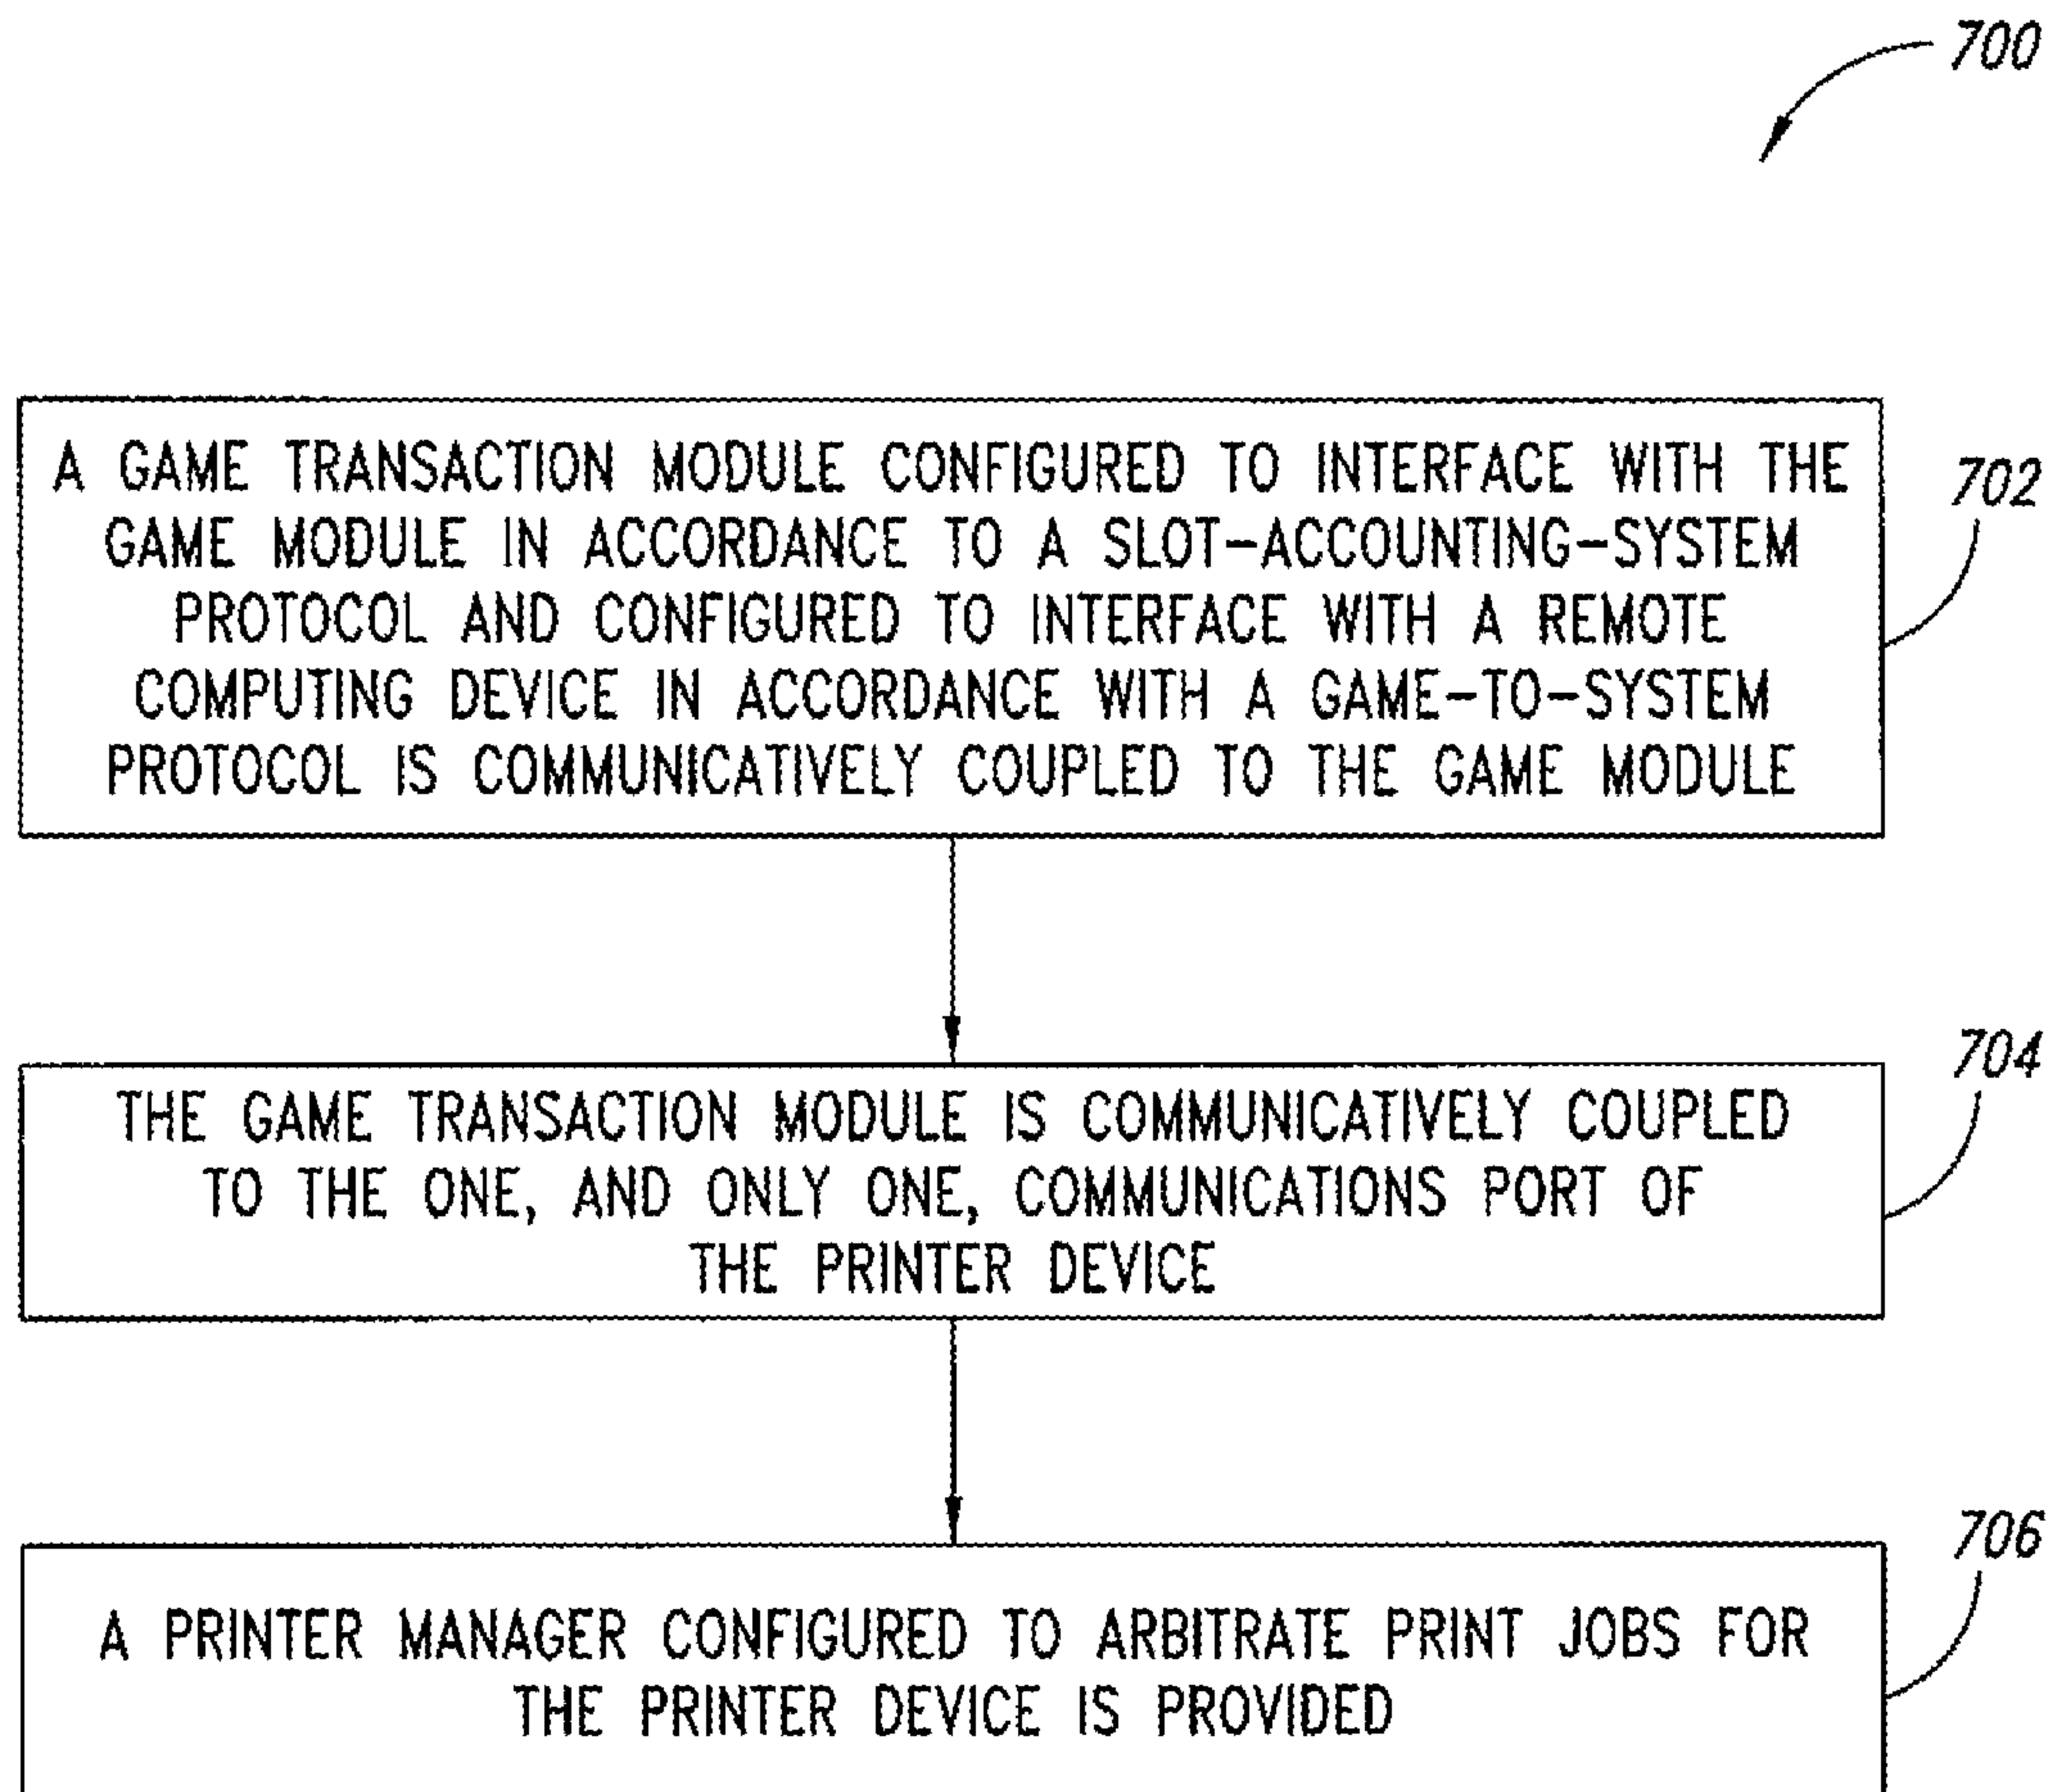 700
A GAME TRANSACTION MODULE CONFIGURED TO INTERFACE WITH THE
GAME MODULE IN ACCORDANCE TO A SLOT-ACCOUNTING-SYSTEM
PROTOCOL AND CONFIGURED TO INTERFACE WITH A REMOTE
COMPUTING DEVICE IN ACCORDANCE WITH A GAME-TO-SYSTEM
PROTOCOL IS COMMUNICATIVELY COUPLED TO THE GAME MODULE
702
THE GAME TRANSACTION MODULE IS COMMUNICATIVELY COUPLED
TO THE ONE, AND ONLY ONE, COMMUNICATIONS PORT OF
THE PRINTER DEVICE
704
A PRINTER MANAGER CONFIGURED TO ARBITRATE PRINT JOBS FOR
THE PRINTER DEVICE IS PROVIDED
706